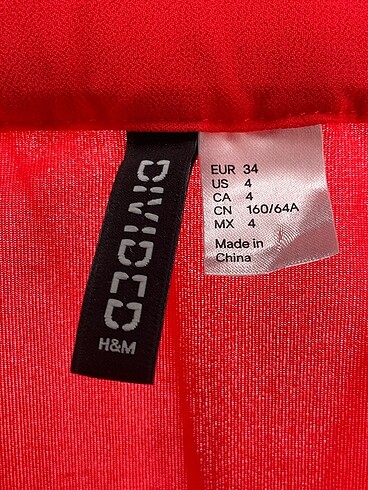 DIVIDED
H&M
EUR 34
US 4
CA 4
CN 160/64A
MX 4
Made in
China